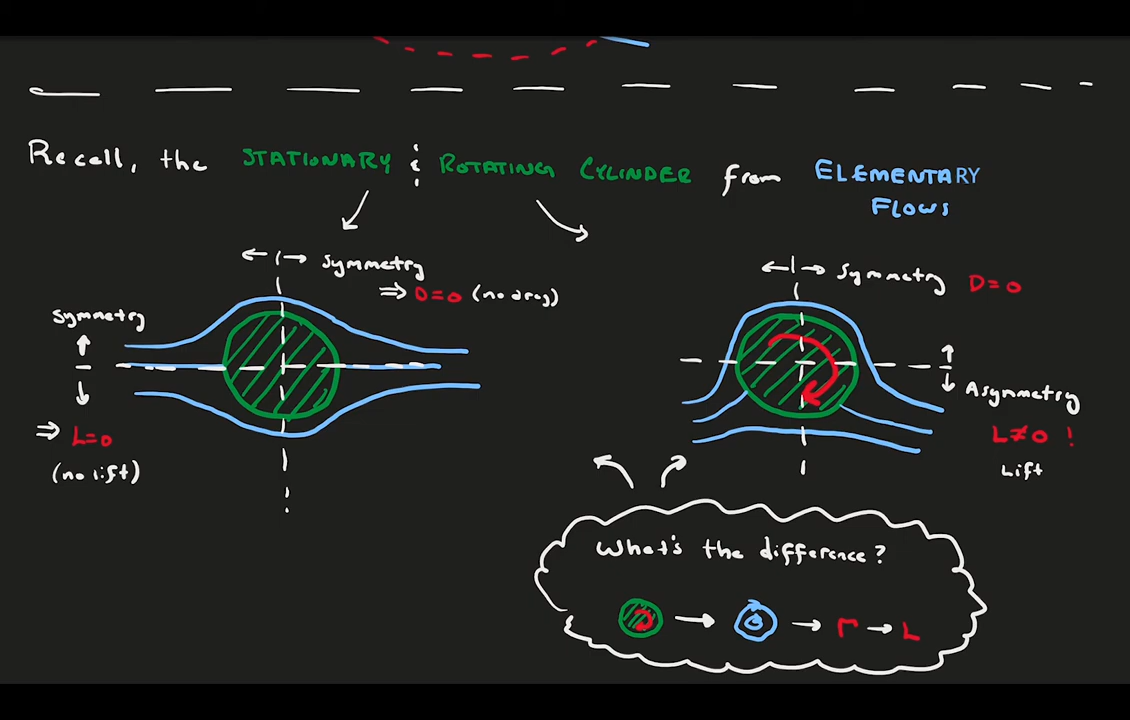 Recall, the STATIONARY & ROTATING CYLINDER from ELEMENTARY
FLOWS
Symmetry
⇒ D=0 (no drag)
Symmetry
⇒ L=0
(no lift)
Symmetry D=0
Asymmetry
L≠0 !
Lift
What's the difference?
→ → Γ → L